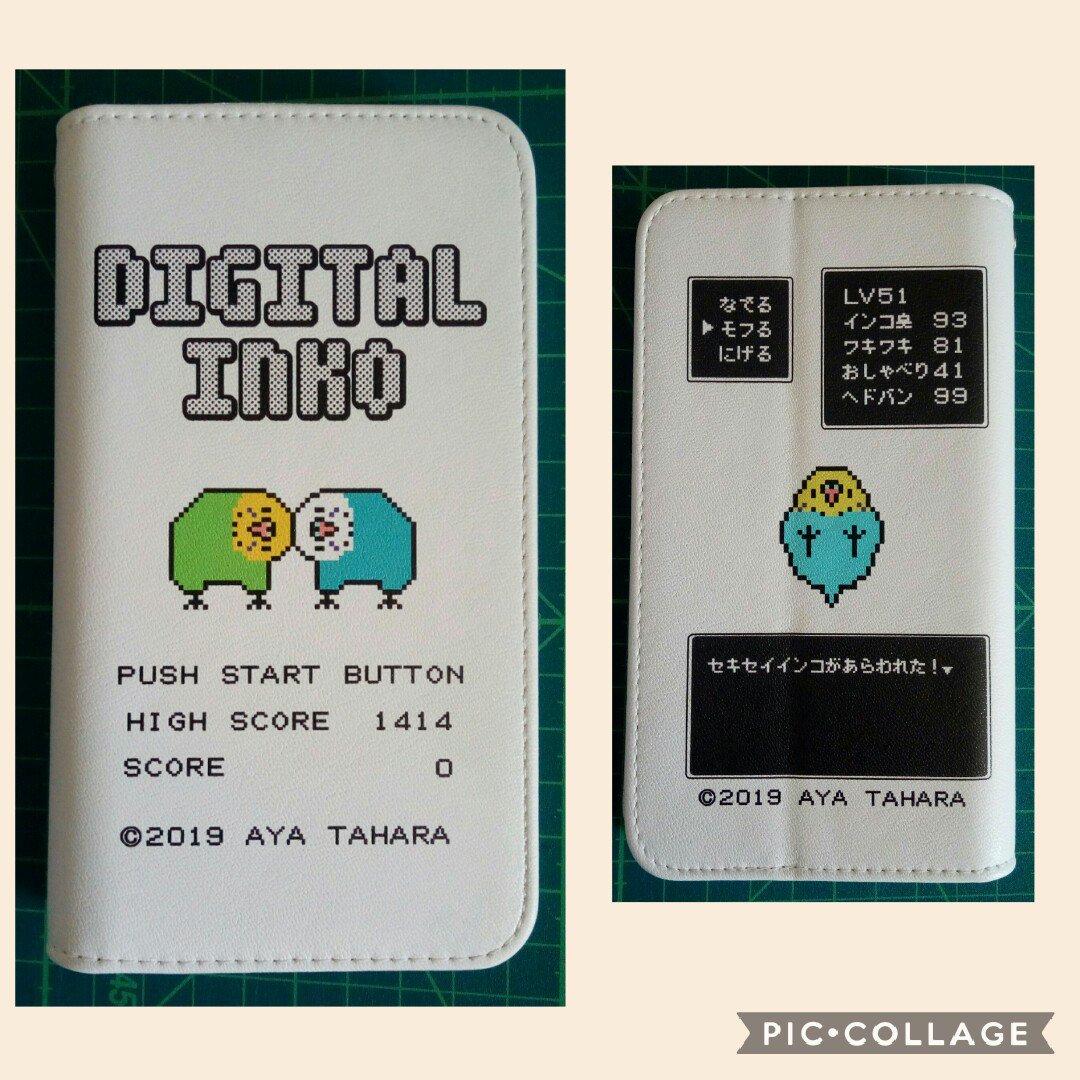 DIGITAL
INKO
PUSH START BUTTON
HIGH SCORE 1414
SCORE 0
©2019 AYA TAHARA
なでる
▶モフる
にげる
LV51
インコ臭 93
ワキワキ 81
おしゃべり41
ヘドバン 99
セキセイインコがあらわれた!▼
©2019 AYA TAHARA
45
PIC•COLLAGE